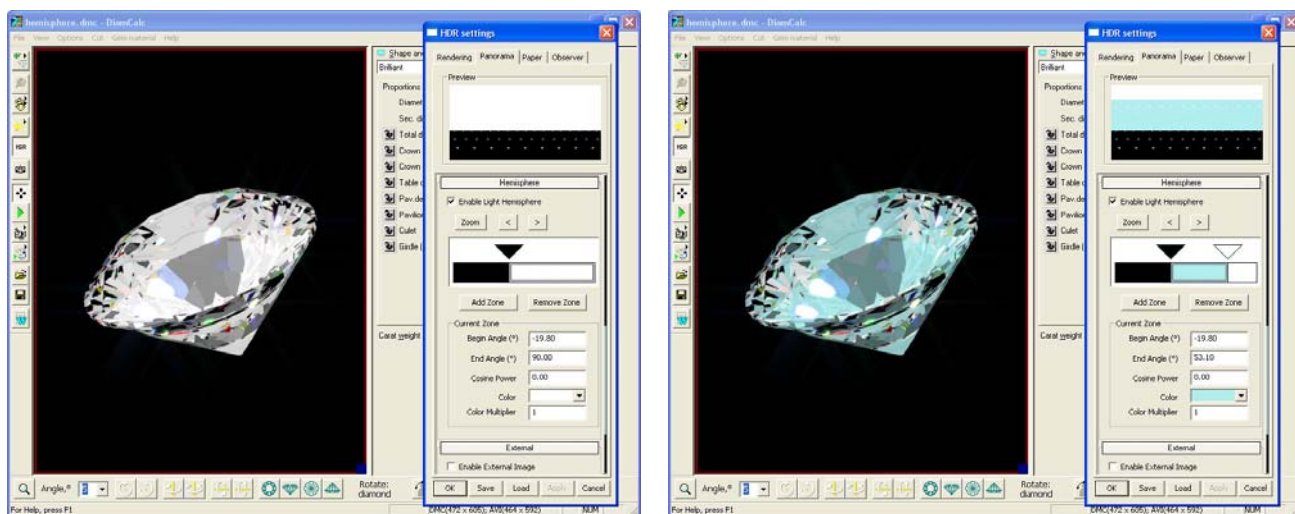 hemisphere.dmc - DiamCalc
File View Options Cut Gem material Help
HDR
Angle,°
Rotate:
diamond
For Help, press F1
DMC(472 x 605); AVS(464 x 592) NUM
Shape an
Brilliant
Proportions
Diamet
Sec. di
Total d
Crown
Crown
Table
Pav.de
Pavilion
Culet
Girdle (
Carat weight
HDR settings
Rendering Panorama Paper Observer
Preview
Hemisphere
Enable Light Hemisphere
Zoom < >
Add Zone Remove Zone
Current Zone
Begin Angle (°) -19.80
End Angle (°) 90.00
Cosine Power 0.00
Color
Color Multiplier 1
External
Enable External Image
OK Save Load Apply Cancel
hemisphere.dmc - DiamCalc
File View Options Cut Gem material Help
HDR
Angle,°
Rotate:
diamond
For Help, press F1
DMC(472 x 605); AVS(464 x 592) NUM
Shape an
Brilliant
Proportions
Diamet
Sec. di
Total d
Crown
Crown
Table
Pav.de
Pavilion
Culet
Girdle (
Carat weight
HDR settings
Rendering Panorama Paper Observer
Preview
Hemisphere
Enable Light Hemisphere
Zoom < >
Add Zone Remove Zone
Current Zone
Begin Angle (°) -19.80
End Angle (°) 53.10
Cosine Power 0.00
Color
Color Multiplier 1
External
Enable External Image
OK Save Load Apply Cancel